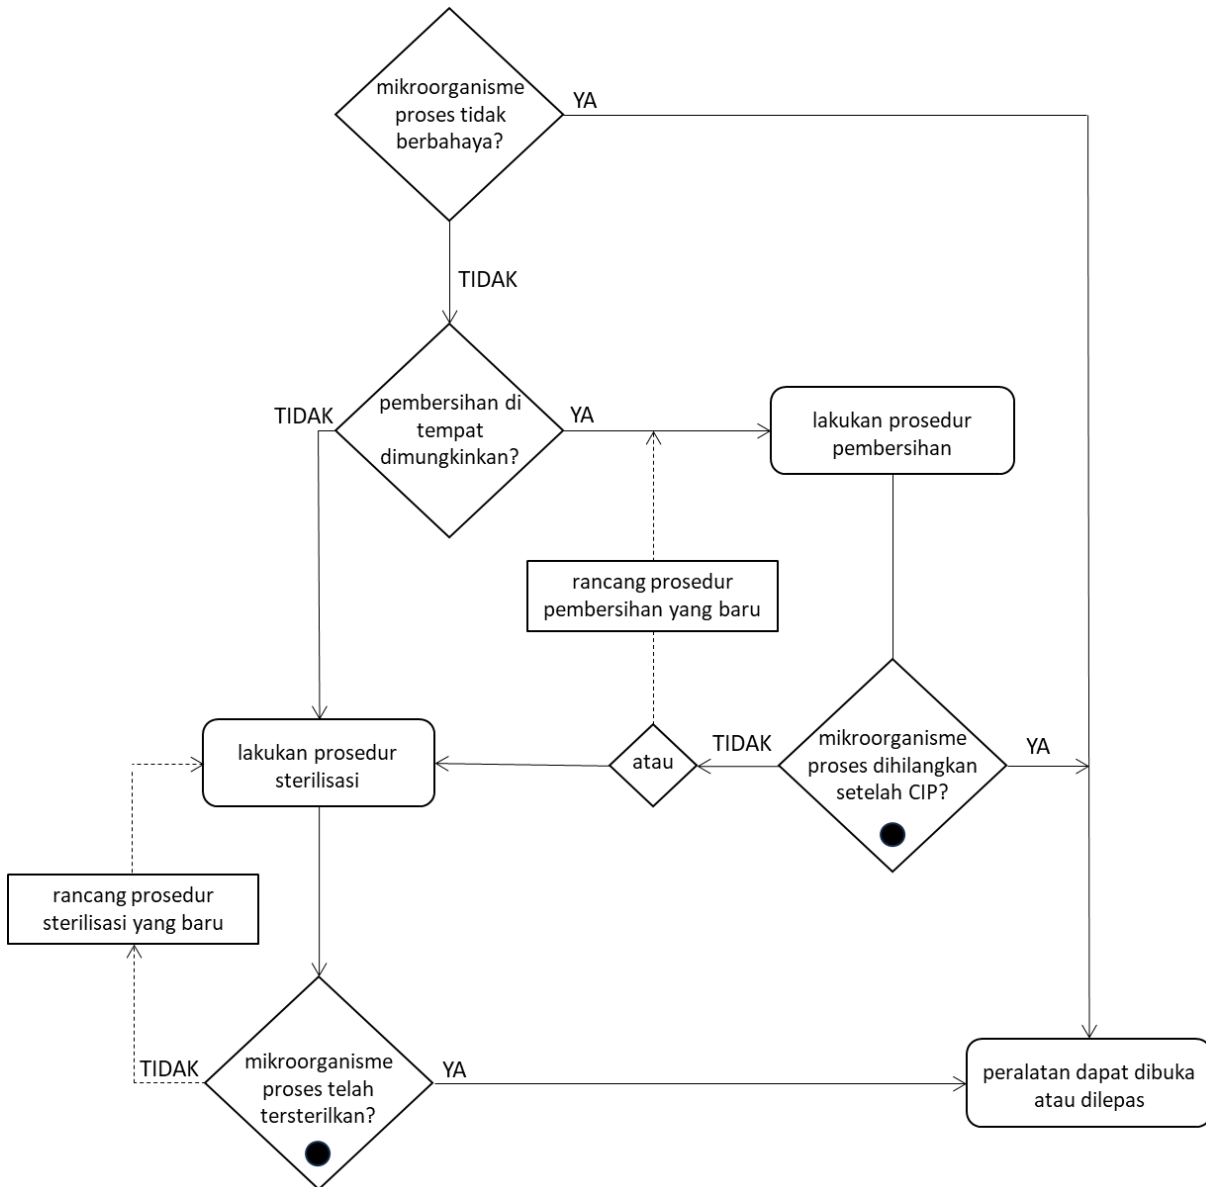 mikroorganisme
proses tidak
berbahaya?
YA
TIDAK
TIDAK
pembersihan di
tempat
dimungkinkan?
YA
lakukan prosedur
pembersihan
rancang prosedur
pembersihan yang baru
lakukan prosedur
sterilisasi
atau
TIDAK
mikroorganisme
proses dihilangkan
setelah CIP?
YA
rancang prosedur
sterilisasi yang baru
TIDAK
mikroorganisme
proses telah
tersterilkan?
YA
peralatan dapat dibuka
atau dilepas